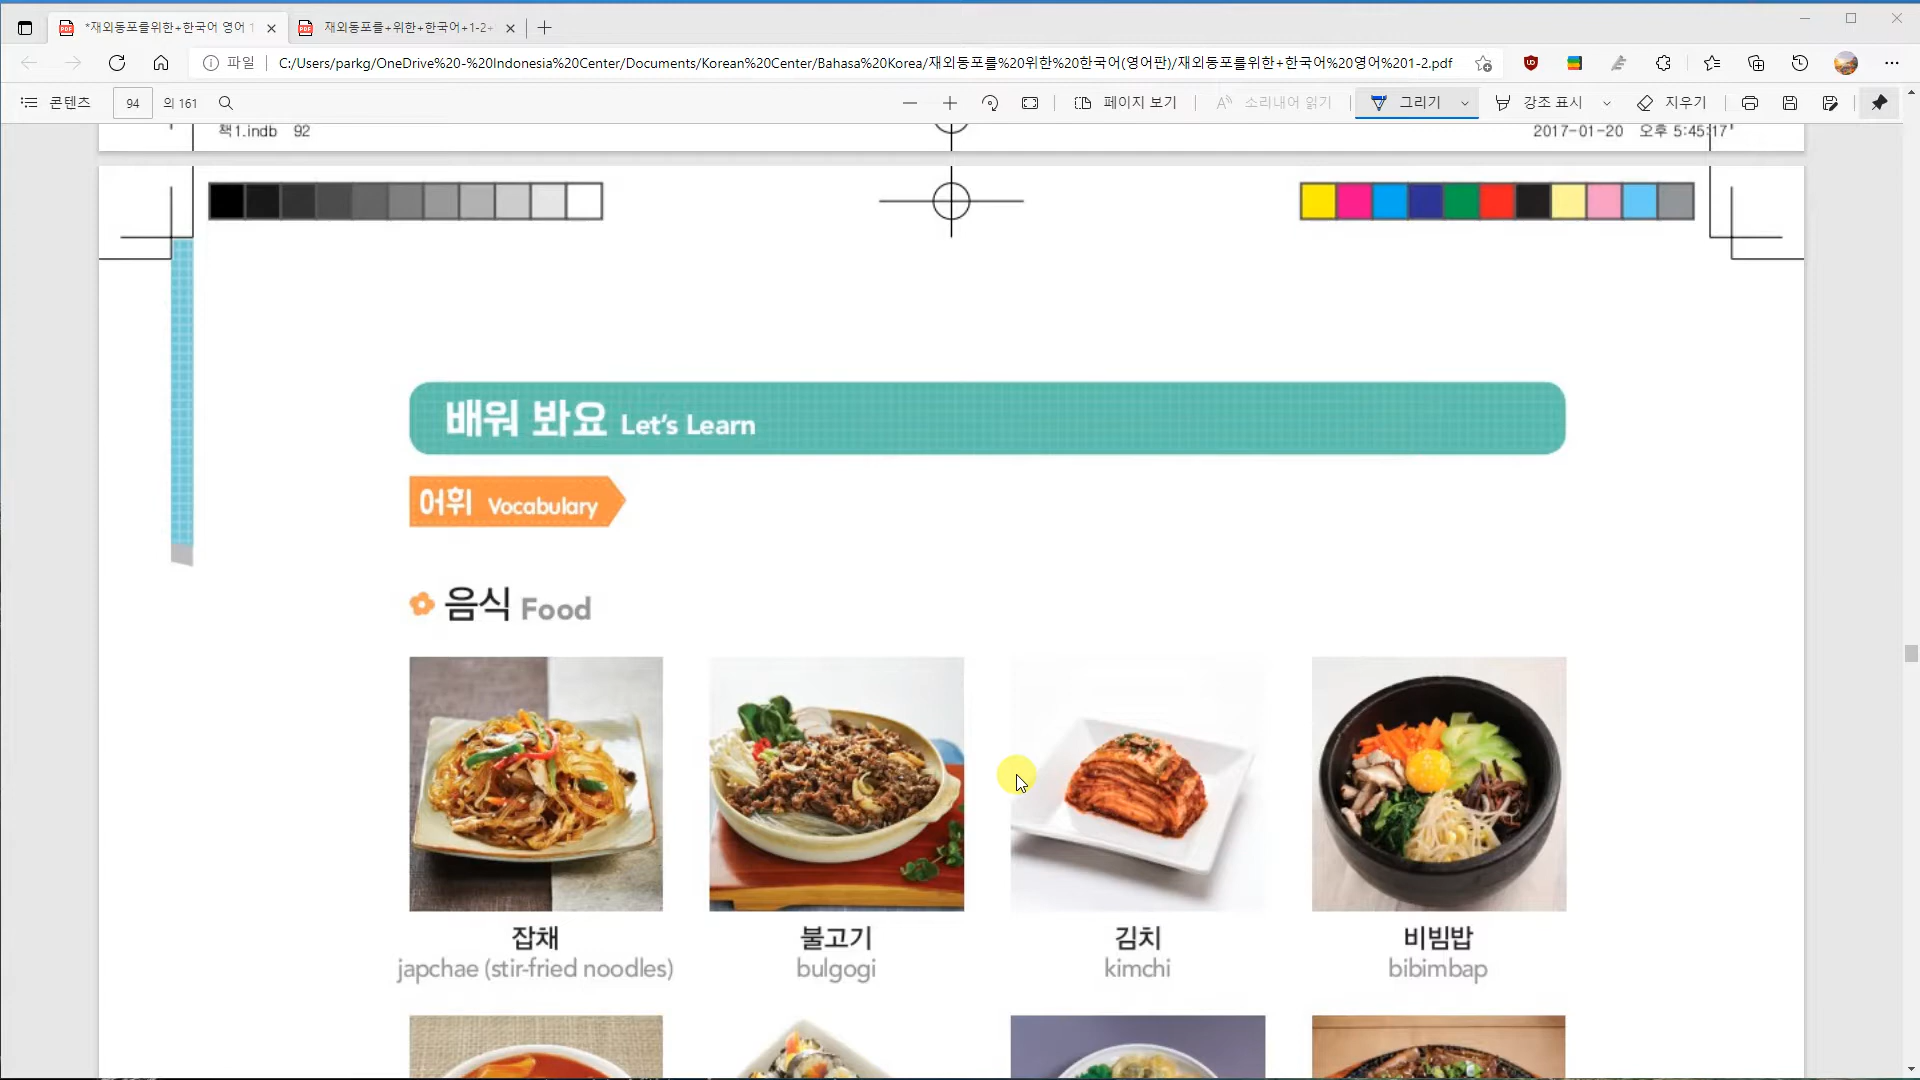 *재외동포를위한+한국어 영어 1
재외동포를+위한+한국어+1-2+
파일
C:/Users/parkg/OneDrive%20-%20Indonesia%20Center/Documents/Korean%20Center/Bahasa%20Korea/재외동포를%20위한%20한국어(영어판)/재외동포를위한+한국어%20영어%201-2.pdf
콘텐츠
94
의 161
페이지 보기
소리내어 읽기
그리기
강조 표시
지우기
책1.indb 92
2017-01-20 오후 5:45:17
배워 봐요 Let's Learn
어휘 Vocabulary
음식 Food
잡채
불고기
김치
비빔밥
japchae (stir-fried noodles)
bulgogi
kimchi
bibimbap